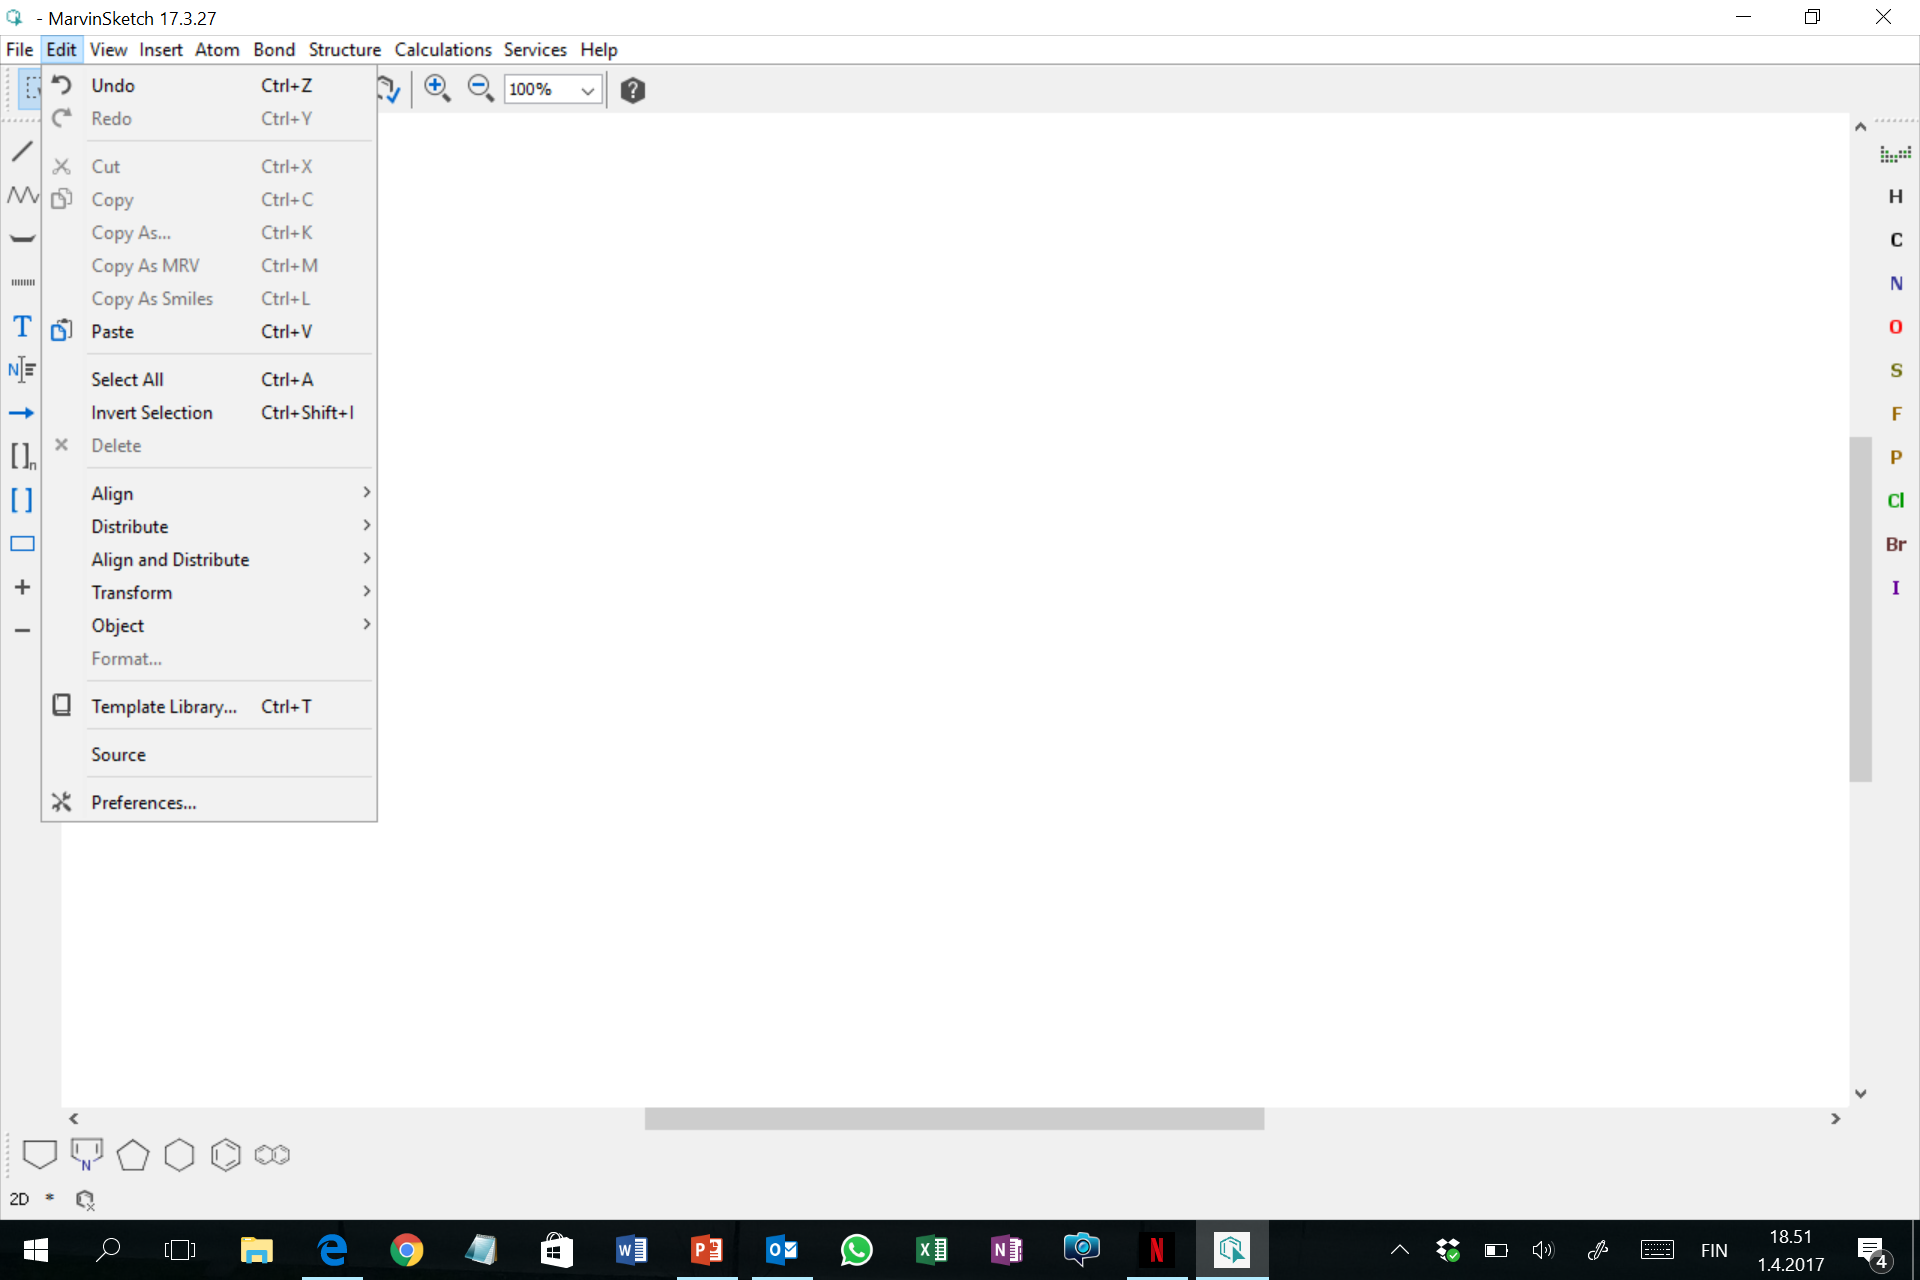 - MarvinSketch 17.3.27
File Edit View Insert Atom Bond Structure Calculations Services Help
Undo Ctrl+Z
100%
?
Redo Ctrl+Y
Cut Ctrl+X
Copy Ctrl+C
Copy As... Ctrl+K
Copy As MRV Ctrl+M
Copy As Smiles Ctrl+L
Paste Ctrl+V
Select All Ctrl+A
Invert Selection Ctrl+Shift+I
Delete
Align
Distribute
Align and Distribute
Transform
Object
Format...
Template Library... Ctrl+T
Source
Preferences...
T
N
[ ]n
[ ]
H
C
N
O
S
F
P
Cl
Br
I
N
2D *
FIN
18.51
1.4.2017
4